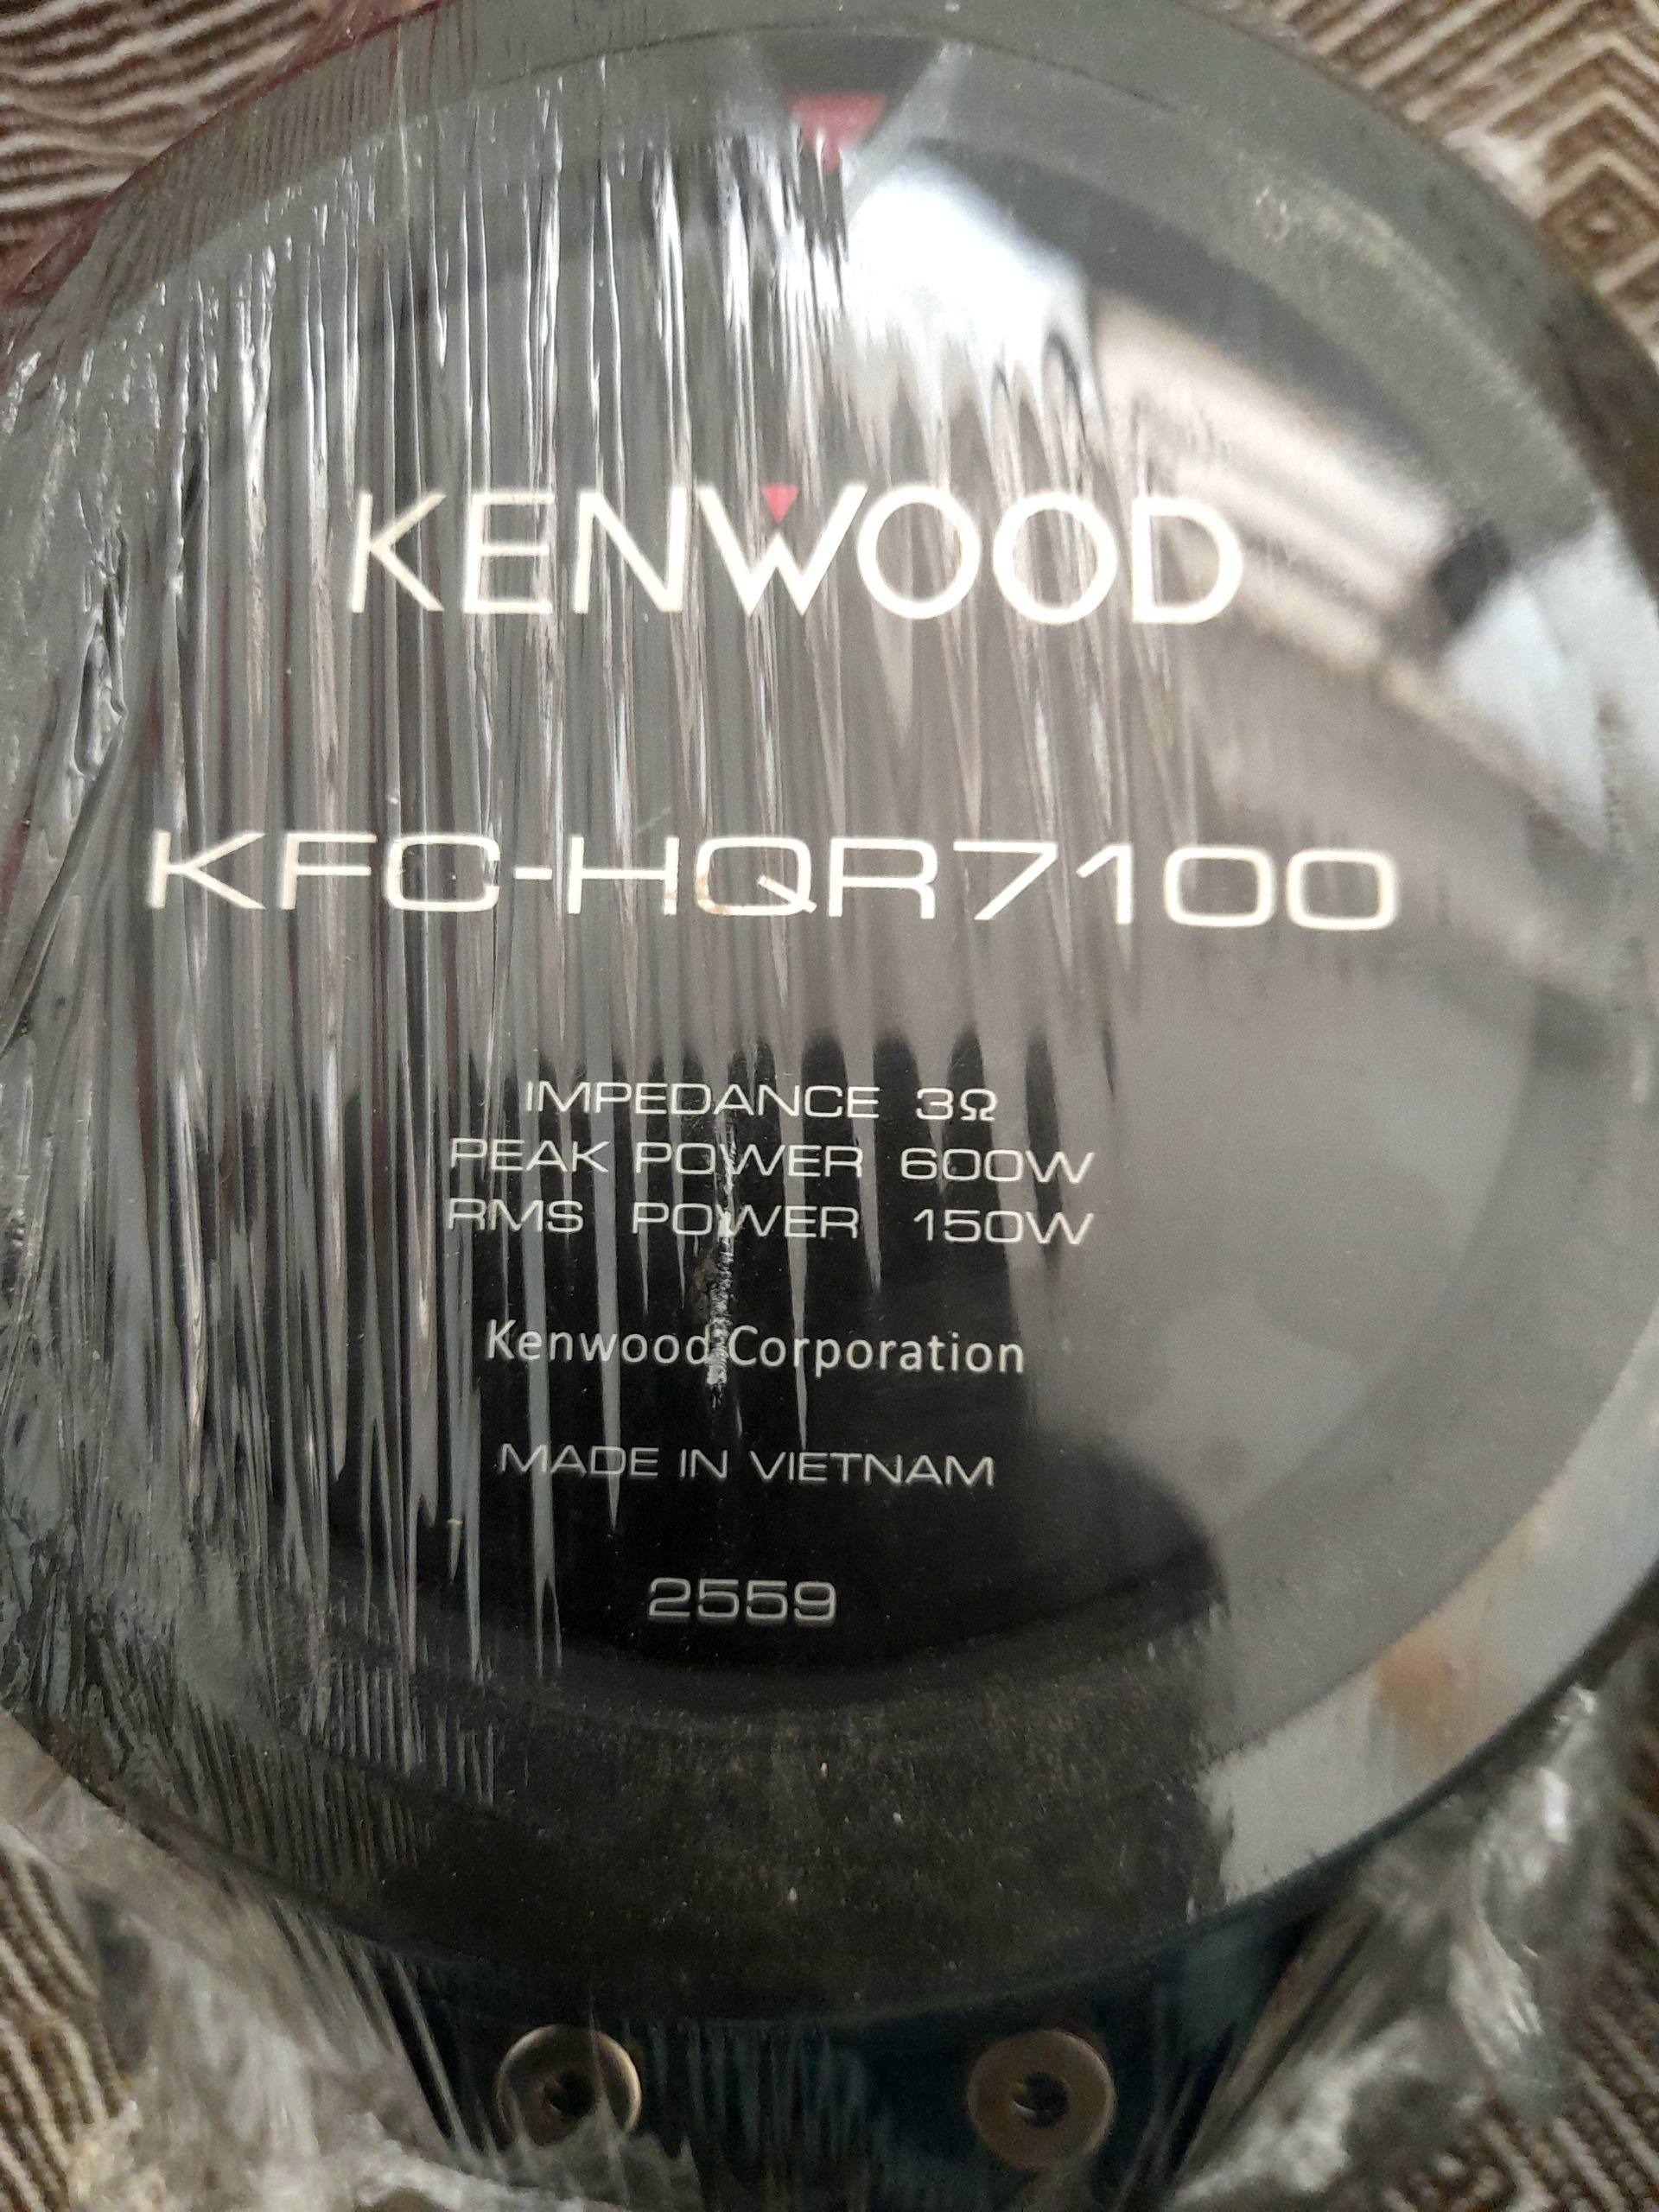 KENWOOD
KFC-HQR7100
IMPEDANCE 3Ω
PEAK POWER 600W
RMS POWER 150W
Kenwood Corporation
MADE IN VIETNAM
2559